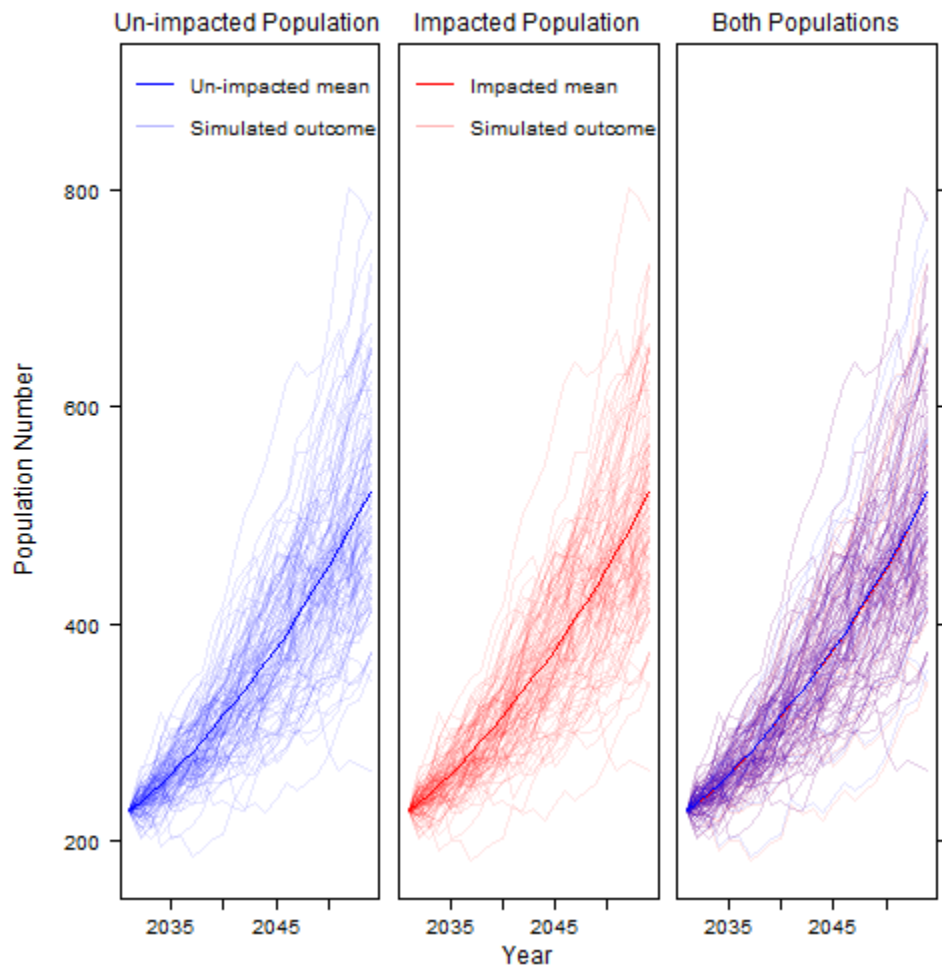 Un-impacted Population
Impacted Population
Both Populations
Un-impacted mean
Simulated outcome
Impacted mean
Simulated outcome
800
600
400
200
Population Number
2035
2045
2035
2045
2035
2045
Year